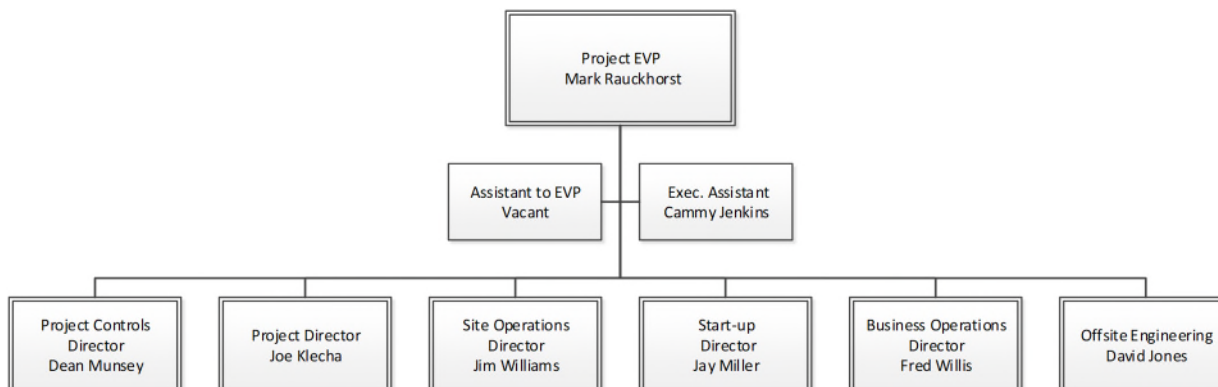 Project EVP
Mark Rauckhorst
Assistant to EVP
Vacant
Exec. Assistant
Cammy Jenkins
Project Controls
Director
Dean Munsey
Project Director
Joe Klecha
Site Operations
Director
Jim Williams
Start-up
Director
Jay Miller
Business Operations
Director
Fred Willis
Offsite Engineering
David Jones